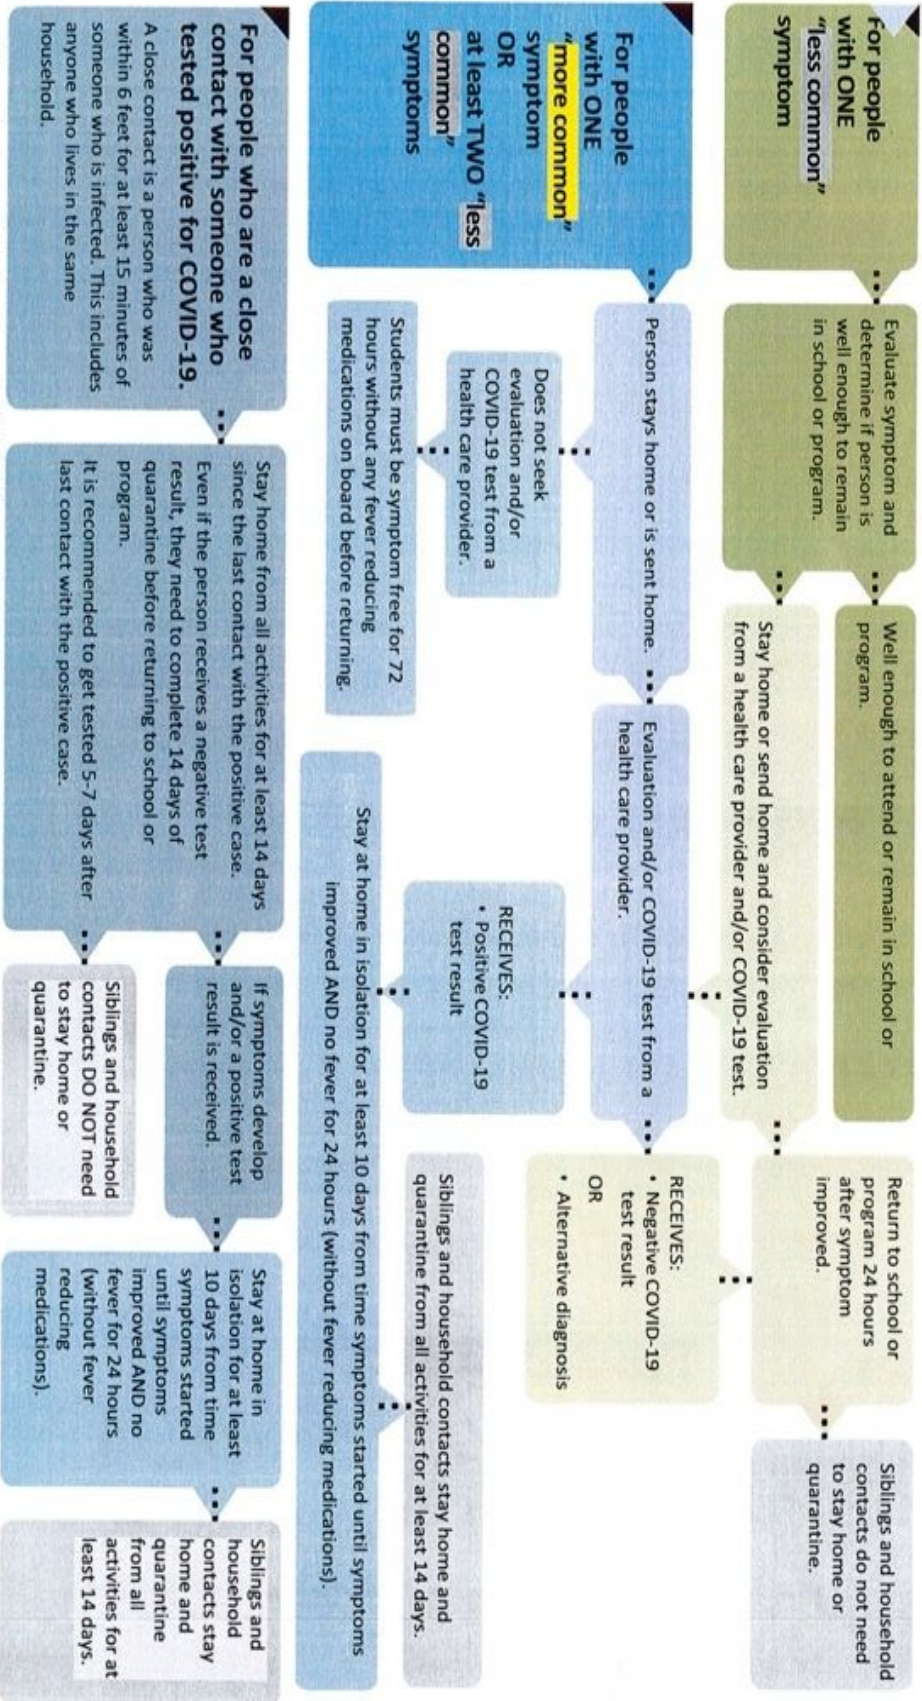 For people
with ONE
“less common”
symptom
Evaluate symptom and
determine if person is
well enough to remain
in school or program.
Well enough to attend or remain in school or
program.
Stay home or send home and consider evaluation
from a health care provider and/or COVID-19 test.
Return to school or
program 24 hours
after symptom
improved.
Siblings and household
contacts do not need
to stay home or
quarantine.
For people
with ONE
“more common”
symptom
OR
at least TWO “less
common”
symptoms
Person stays home or is sent home.
Evaluation and/or COVID-19 test from a
health care provider.
RECEIVES:
• Negative COVID-19
test result
OR
• Alternative diagnosis
Does not seek
evaluation and/or
COVID-19 test from a
health care provider.
Students must be symptom free for 72
hours without any fever reducing
medications on board before returning.
RECEIVES:
• Positive COVID-19
test result
Siblings and household contacts stay home and
quarantine from all activities for at least 14 days.
Stay at home in isolation for at least 10 days from time symptoms started until symptoms
improved AND no fever for 24 hours (without fever reducing medications).
For people who are a close
contact with someone who
tested positive for COVID-19.
A close contact is a person who was
within 6 feet for at least 15 minutes of
someone who is infected. This includes
anyone who lives in the same
household.
Stay home from all activities for at least 14 days
since the last contact with the positive case.
Even if the person receives a negative test
result, they need to complete 14 days of
quarantine before returning to school or
program.
It is recommended to get tested 5-7 days after
last contact with the positive case.
If symptoms develop
and/or a positive test
result is received.
Siblings and household
contacts DO NOT need
to stay home or
quarantine.
Stay at home in
isolation for at least
10 days from time
symptoms started
until symptoms
improved AND no
fever for 24 hours
(without fever
reducing
medications).
Siblings and
household
contacts stay
home and
quarantine
from all
activities for at
least 14 days.